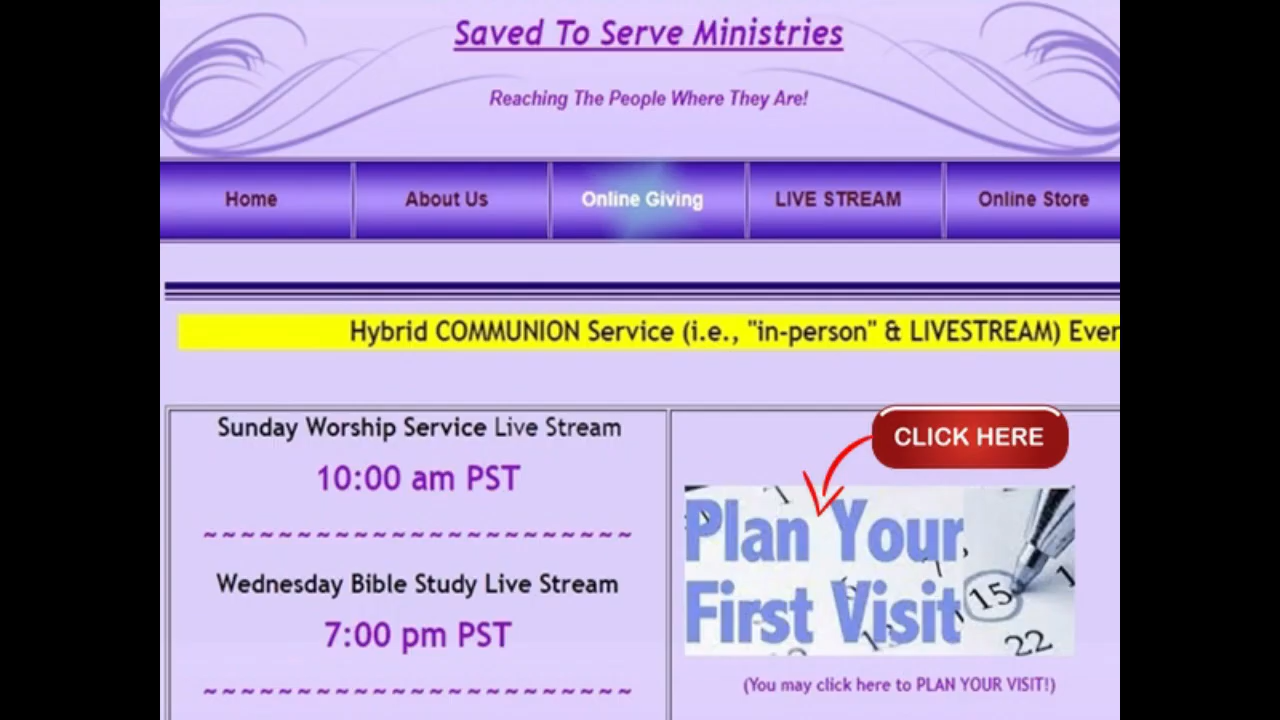 Saved To Serve Ministries
Reaching The People Where They Are!
Home
About Us
Online Giving
LIVE STREAM
Online Store
Hybrid COMMUNION Service (i.e., "in-person" & LIVESTREAM) Ever
Sunday Worship Service Live Stream
10:00 am PST
~~~~~~~~~~~~~~~~~~~~~~~
Wednesday Bible Study Live Stream
7:00 pm PST
~~~~~~~~~~~~~~~~~~~~~~~
CLICK HERE
Plan Your
First Visit
15
22
(You may click here to PLAN YOUR VISIT!)